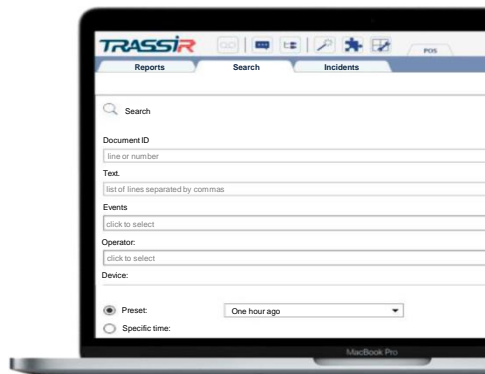 TRASSIR
POS
Reports Search Incidents
Search
Document ID
line or number
Text.
list of lines separated by commas
Events
click to select
Operator:
click to select
Device:
Preset: One hour ago
Specific time:
MacBook Pro